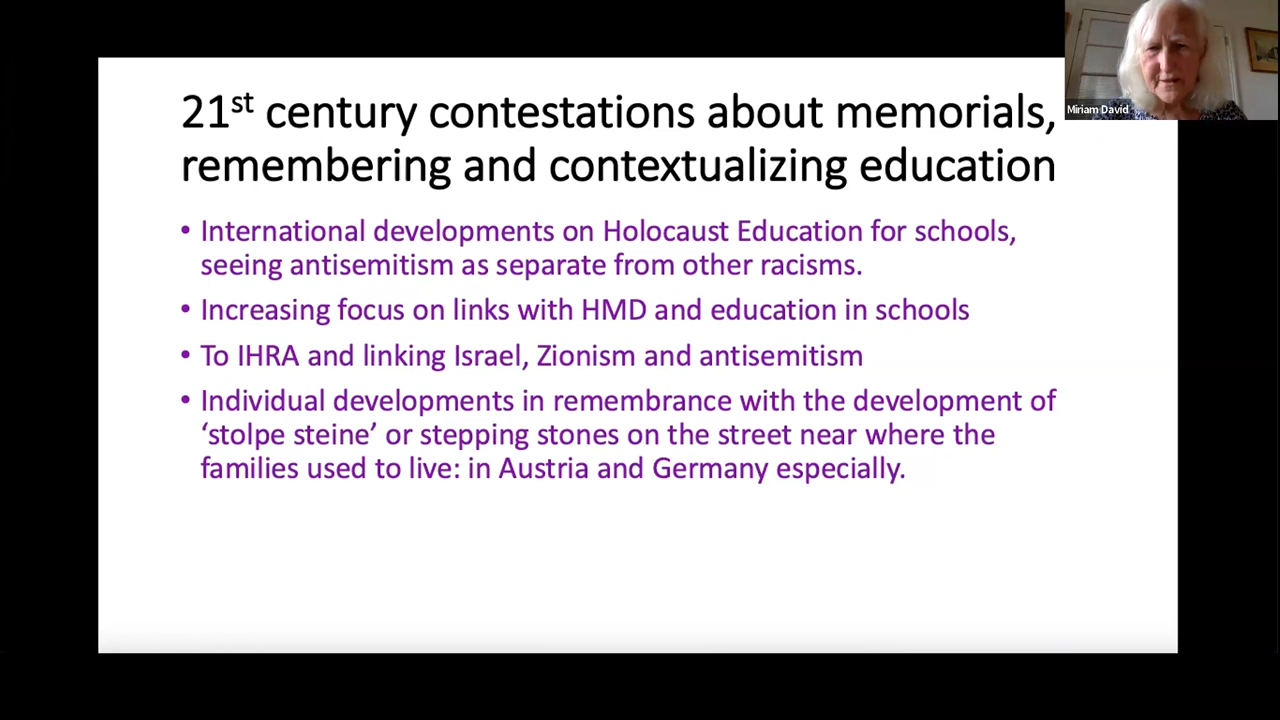 21st century contestations about memorials,
remembering and contextualizing education
• International developments on Holocaust Education for schools,
seeing antisemitism as separate from other racisms.
• Increasing focus on links with HMD and education in schools
• To IHRA and linking Israel, Zionism and antisemitism
• Individual developments in remembrance with the development of
‘stolpe steine’ or stepping stones on the street near where the
families used to live: in Austria and Germany especially.
Miriam David